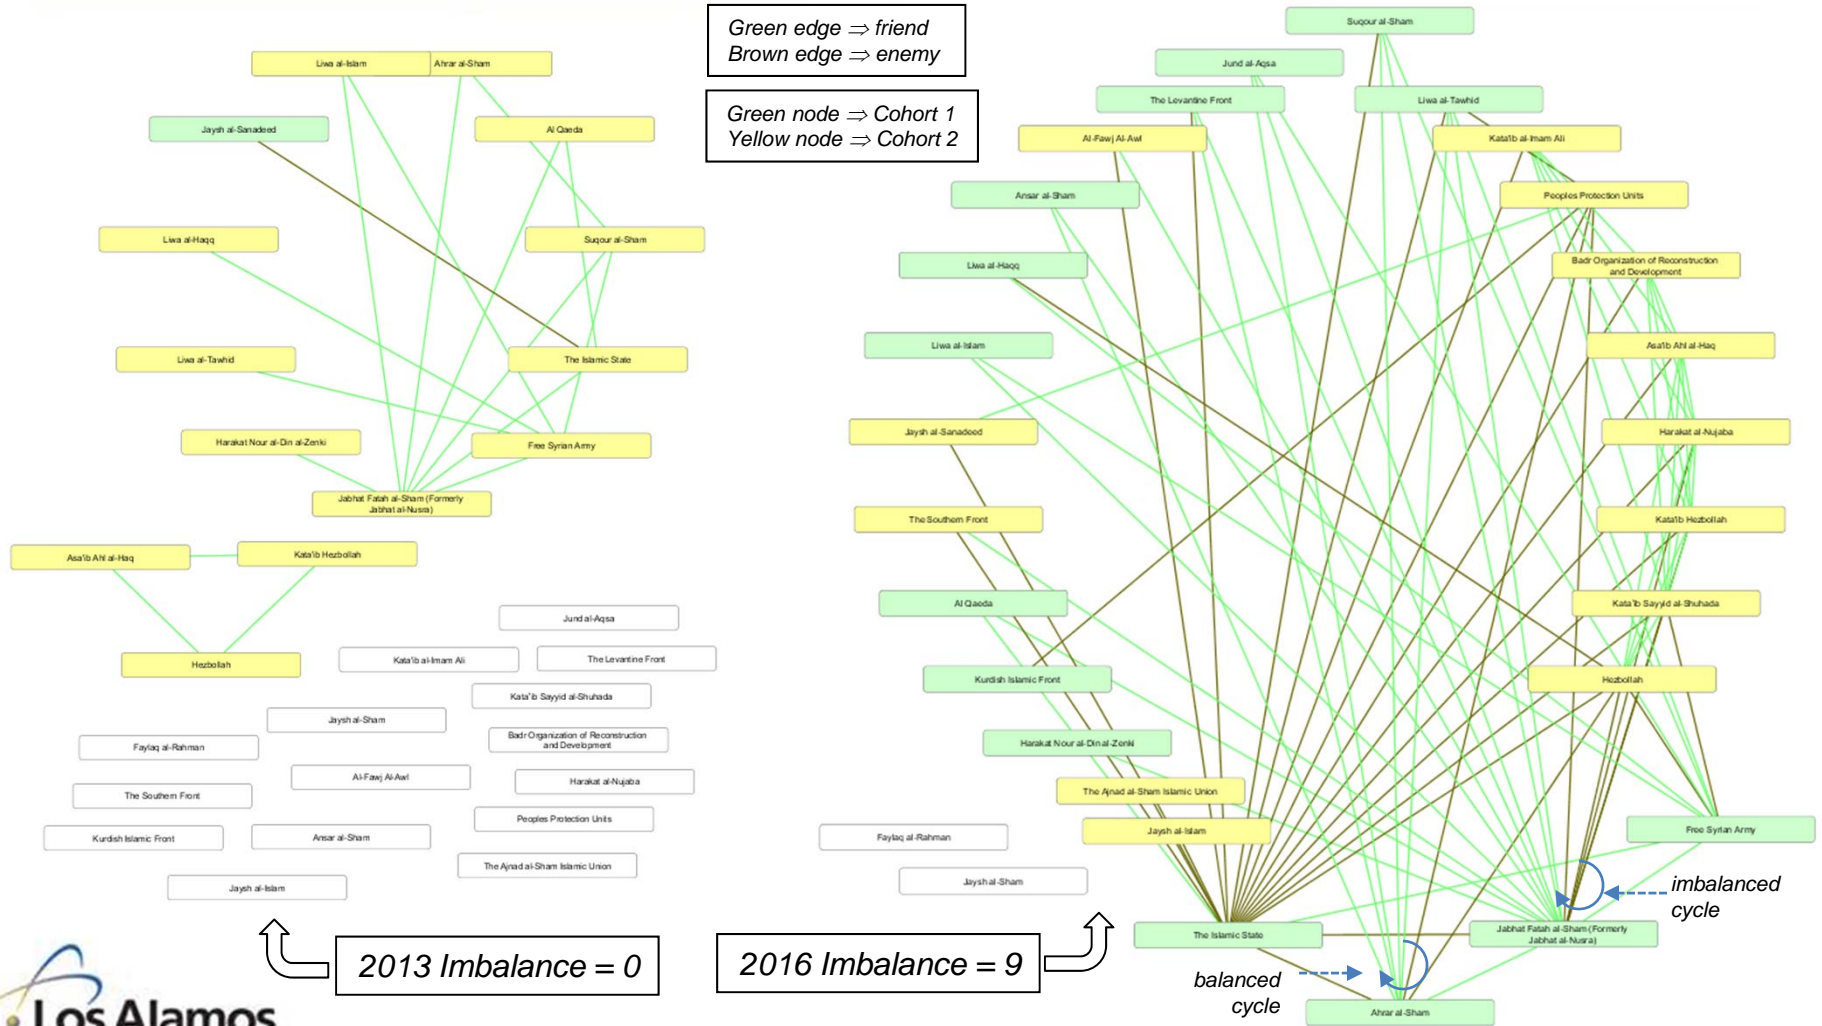 Green edge ⇒ friend
Brown edge ⇒ enemy
Green node ⇒ Cohort 1
Yellow node ⇒ Cohort 2
Liwa al-Islam
Ahrar al-Sham
Jaysh al-Sanadeed
Al Qaeda
Liwa al-Haqq
Suqour al-Sham
Liwa al-Tawhid
The Islamic State
Harakat Nour al-Din al-Zenki
Free Syrian Army
Jabhat Fatah al-Sham (Formerly
Jabhat al-Nusra)
Asa'ib Ahl al-Haq
Kata'ib Hezbollah
Hezbollah
Jund al-Aqsa
Kata'ib al-Imam Ali
The Levantine Front
Kata'ib Sayyid al-Shuhada
Jaysh al-Sham
Faylaq al-Rahman
Badr Organization of Reconstruction
and Development
Al-Fawj Al-Awl
Harakat al-Nujaba
The Southern Front
Peoples Protection Units
Kurdish Islamic Front
Ansar al-Sham
The Ajnad al-Sham Islamic Union
Jaysh al-Islam
2013 Imbalance = 0
Los Alamos
Suqour al-Sham
Jund al-Aqsa
The Levantine Front
Liwa al-Tawhid
Al-Fawj Al-Awl
Kata'ib al-Imam Ali
Ansar al-Sham
Peoples Protection Units
Liwa al-Haqq
Badr Organization of Reconstruction
and Development
Liwa al-Islam
Asa'ib Ahl al-Haq
Jaysh al-Sanadeed
Harakat al-Nujaba
The Southern Front
Kata'ib Hezbollah
Al Qaeda
Kata'ib Sayyid al-Shuhada
Kurdish Islamic Front
Hezbollah
Harakat Nour al-Din al-Zenki
The Ajnad al-Sham Islamic Union
Jaysh al-Islam
Free Syrian Army
Faylaq al-Rahman
Jaysh al-Sham
The Islamic State
Jabhat Fatah al-Sham (Formerly
Jabhat al-Nusra)
Ahrar al-Sham
imbalanced
cycle
balanced
cycle
2016 Imbalance = 9